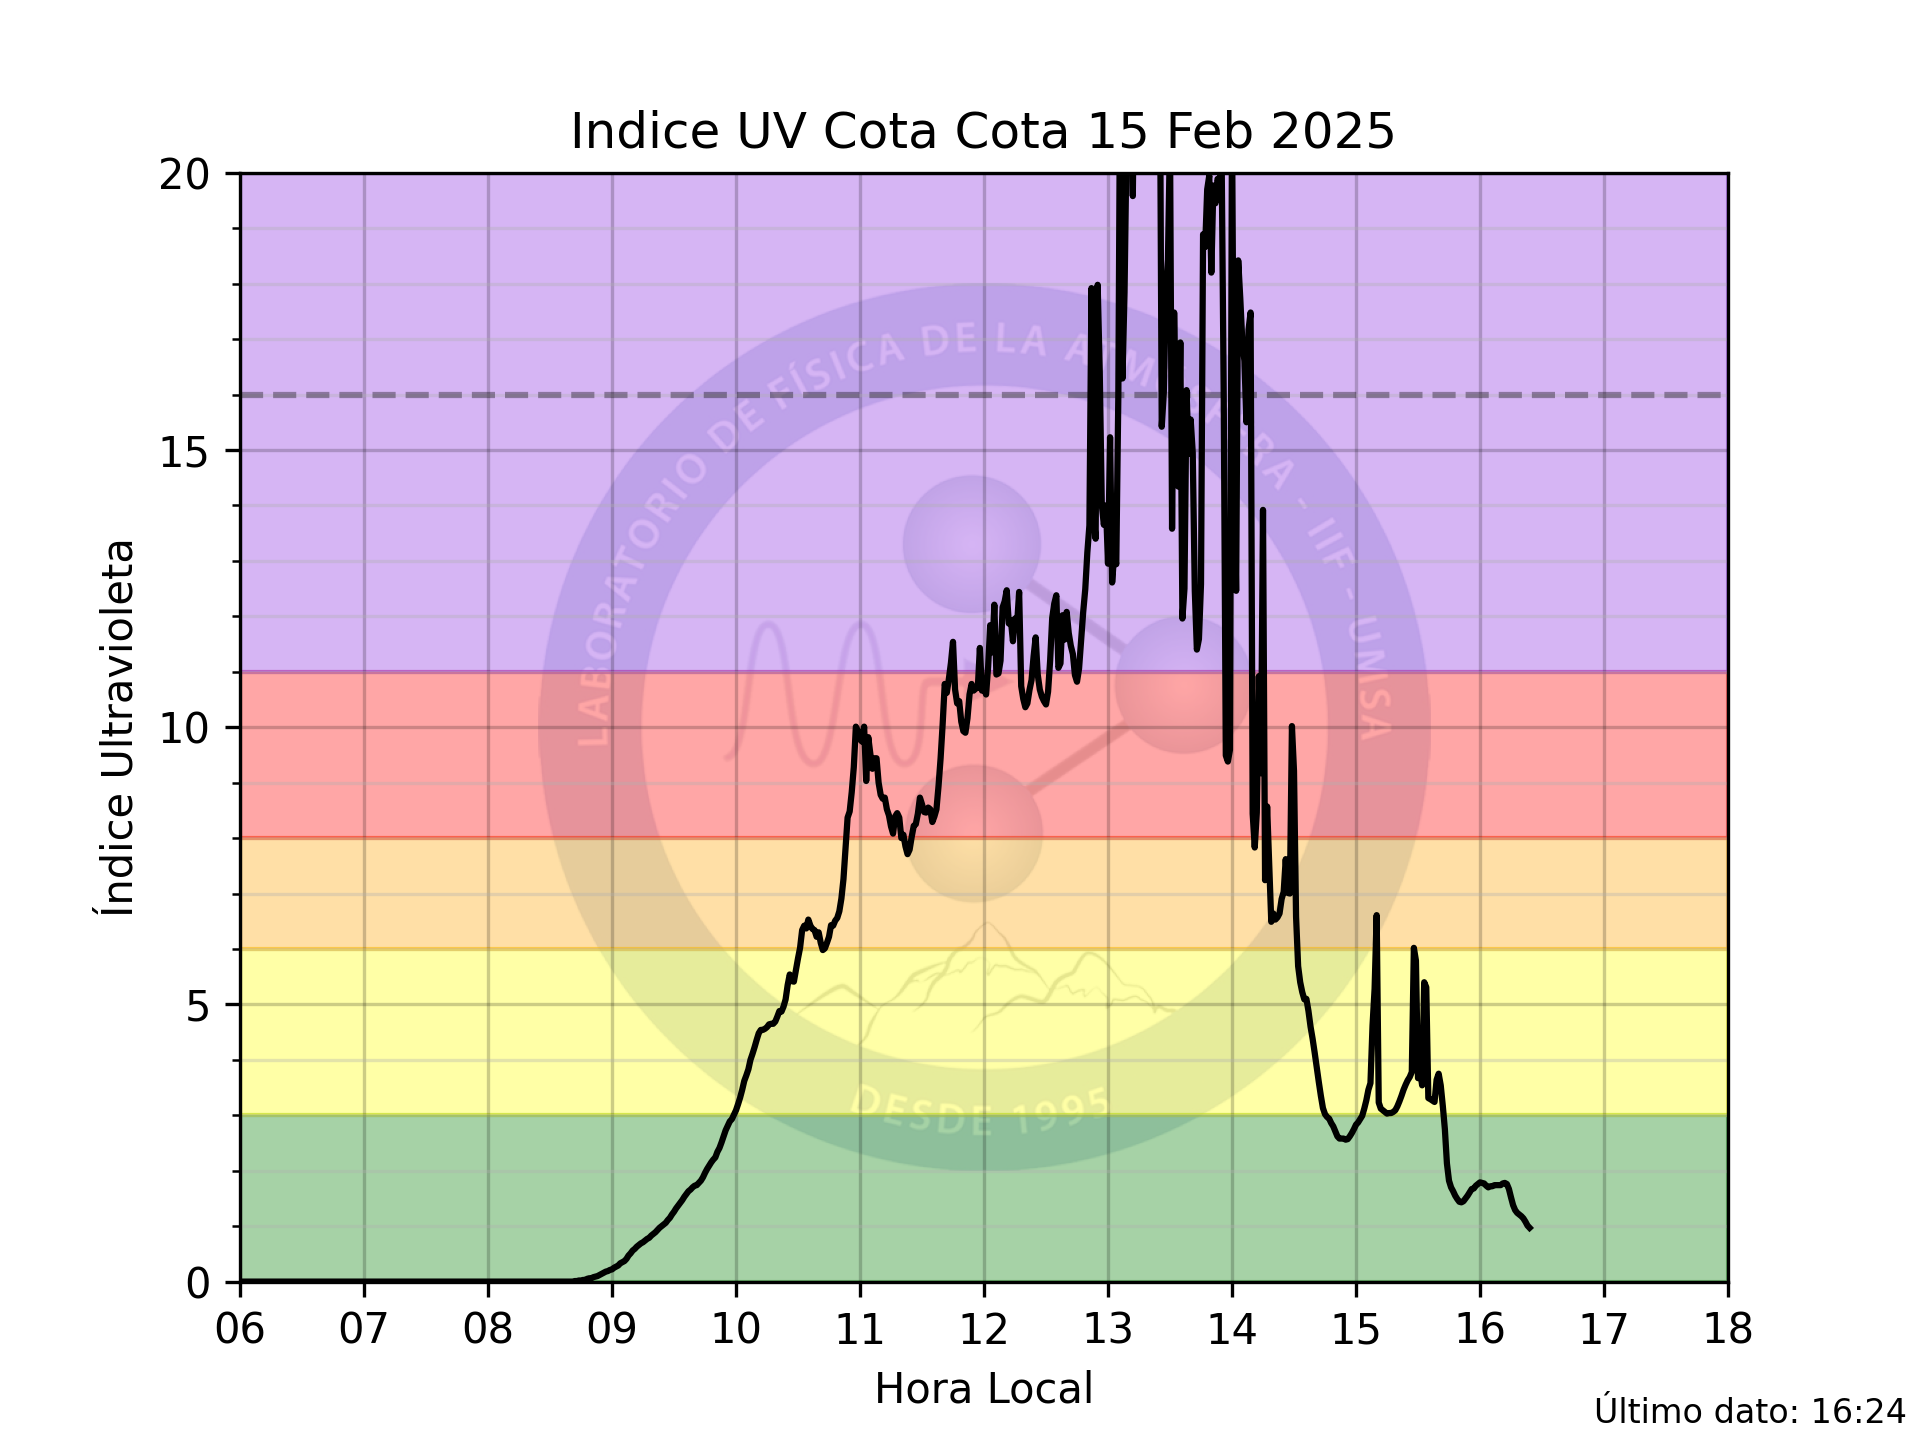 Indice UV Cota Cota 15 Feb 2025
20
15
10
5
0
Índice Ultravioleta
LABORATORIO DE FÍSICA DE LA ATMÓSFERA - IIF - UMSA
DESDE 1995
06 07 08 09 10 11 12 13 14 15 16 17 18
Hora Local
Último dato: 16:24